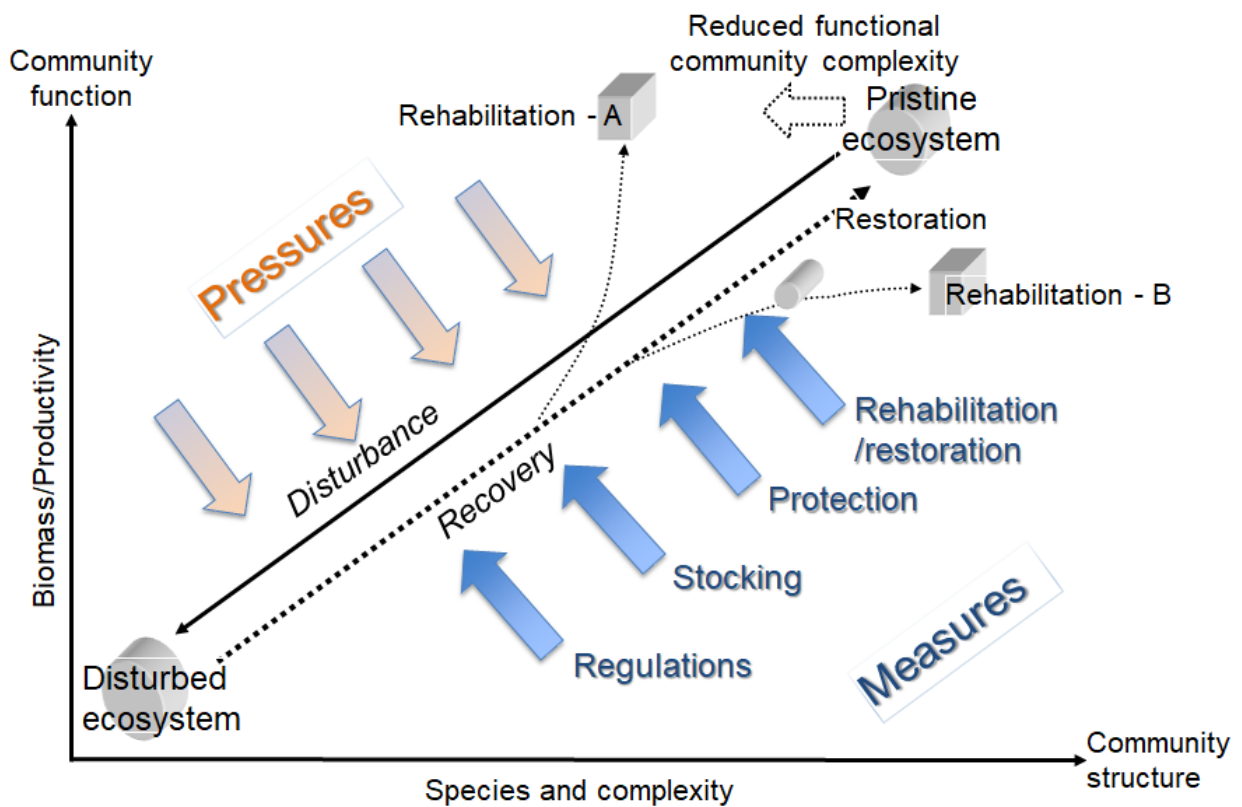 Reduced functional
community complexity
Community
function
Pristine
ecosystem
Rehabilitation - A
Pressures
Restoration
Rehabilitation - B
Biomass/Productivity
Disturbance
Recovery
Rehabilitation
/restoration
Protection
Stocking
Measures
Regulations
Disturbed
ecosystem
Community
structure
Species and complexity